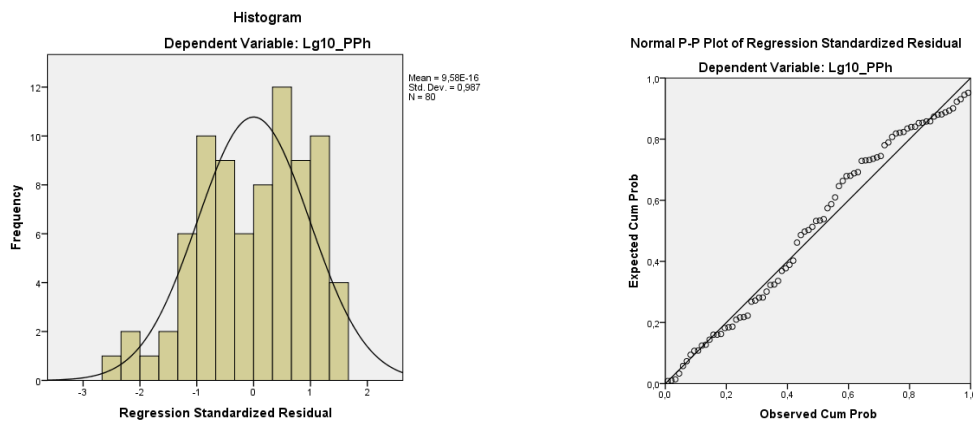 Histogram
Dependent Variable: Lg10_PPh
Mean = 9,58E-16
Std. Dev. = 0,987
N = 80
12
10
8
6
4
2
0
Frequency
-3 -2 -1 0 1 2
Regression Standardized Residual
Normal P-P Plot of Regression Standardized Residual
Dependent Variable: Lg10_PPh
1,0
0,8
0,6
0,4
0,2
0,0
Expected Cum Prob
0,0 0,2 0,4 0,6 0,8 1,0
Observed Cum Prob